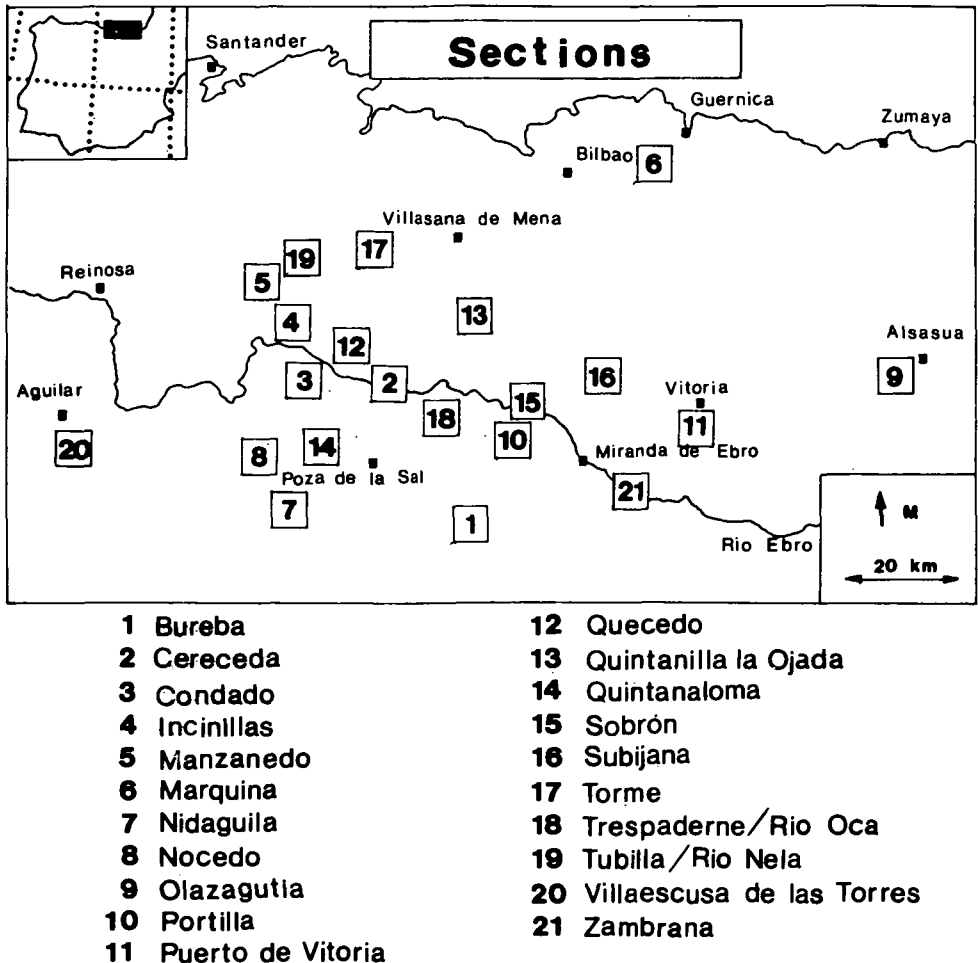 Sections
Santander
Guernica
Zumaya
Bilbao
6
Villasana de Mena
17
19
Reinosa
5
4
13
12
Alsasua
3
2
16
9
Aguilar
18
15
Vitoria
11
20
8
14
10
Miranda de Ebro
Poza de la Sal
21
7
1
Rio Ebro
M
20 km
1 Bureba
2 Cereceda
3 Condado
4 Incinillas
5 Manzanedo
6 Marquina
7 Nidaguila
8 Nocedo
9 Olazagutia
10 Portilla
11 Puerto de Vitoria
12 Quecedo
13 Quintanilla la Ojada
14 Quintanaloma
15 Sobrón
16 Subijana
17 Torme
18 Trespaderne/Rio Oca
19 Tubilla/Rio Nela
20 Villaescusa de las Torres
21 Zambrana